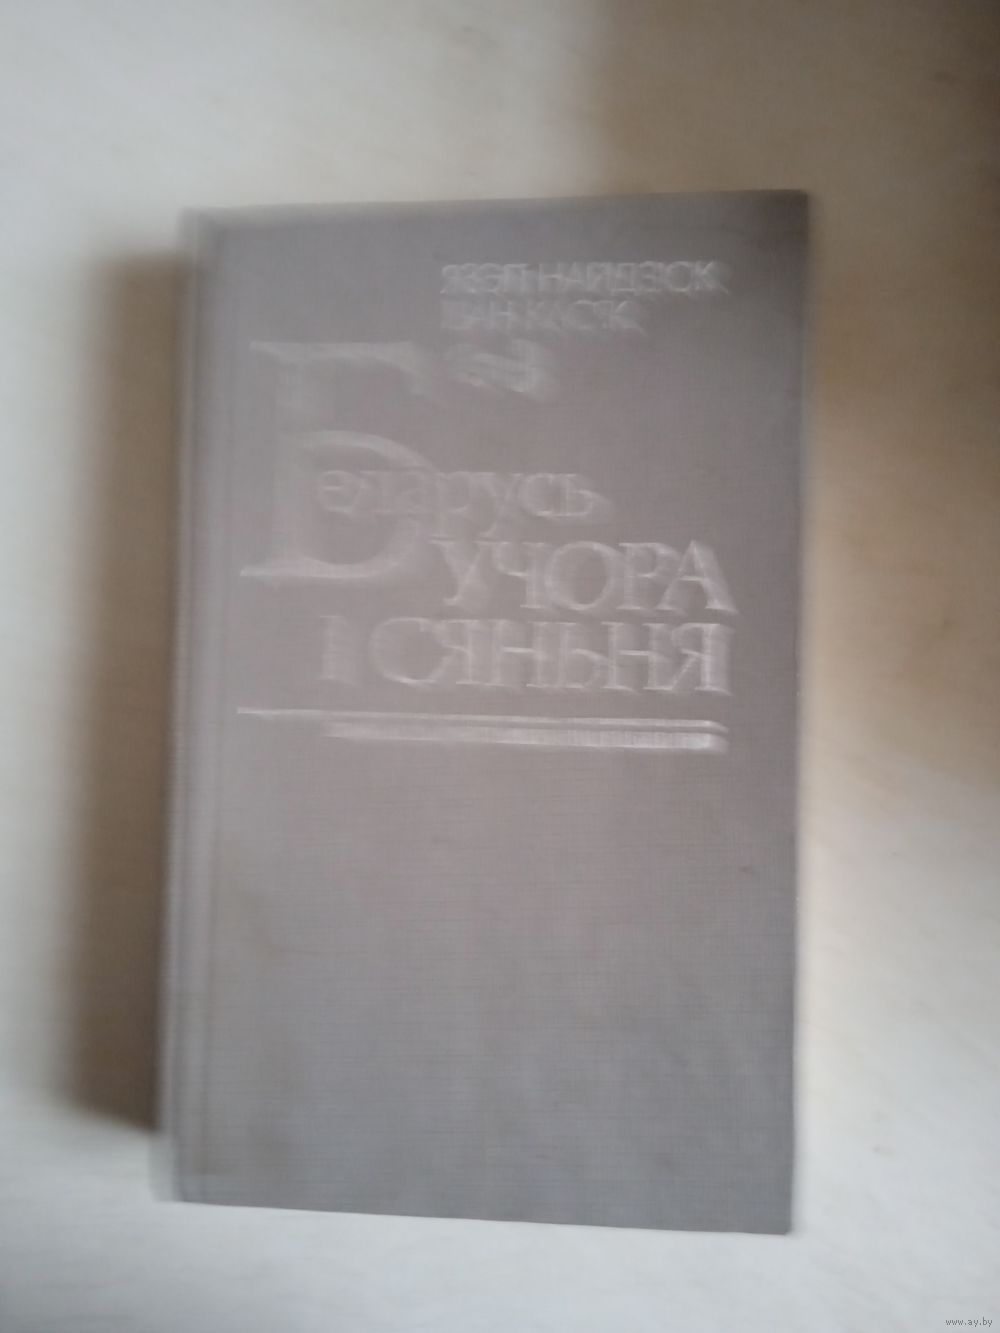 ЯЗЭП НАЙДЗЮК
ІВАН КАСЯК
Беларусь
УЧОРА
І СЯНЬНЯ
www.ay.by